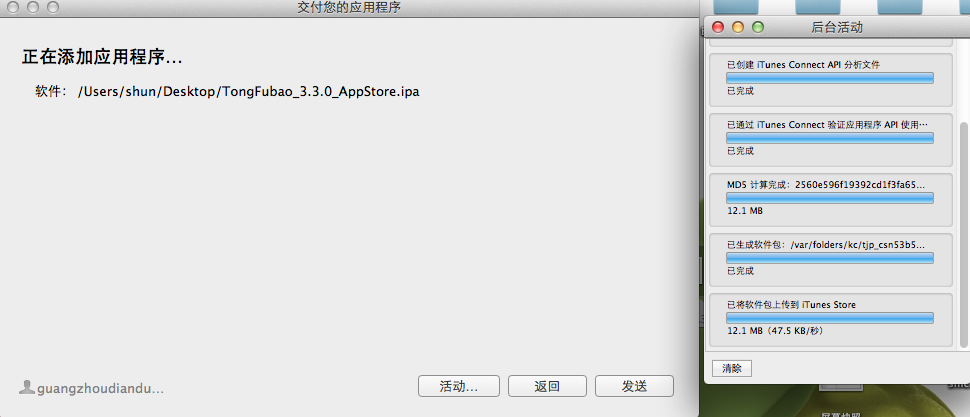 交付您的应用程序
正在添加应用程序...
软件： /Users/shun/Desktop/TongFubao_3.3.0_AppStore.ipa
guangzhoudiandu...
活动...
返回
发送
后台活动
已创建 iTunes Connect API 分析文件
已完成
已通过 iTunes Connect 验证应用程序 API 使用…
已完成
MD5 计算完成：2560e596f19392cd1f3fa65...
12.1 MB
已生成软件包：/var/folders/kc/tjp_csn53b5...
已完成
已将软件包上传到 iTunes Store
12.1 MB（47.5 KB/秒）
清除
屏幕快照